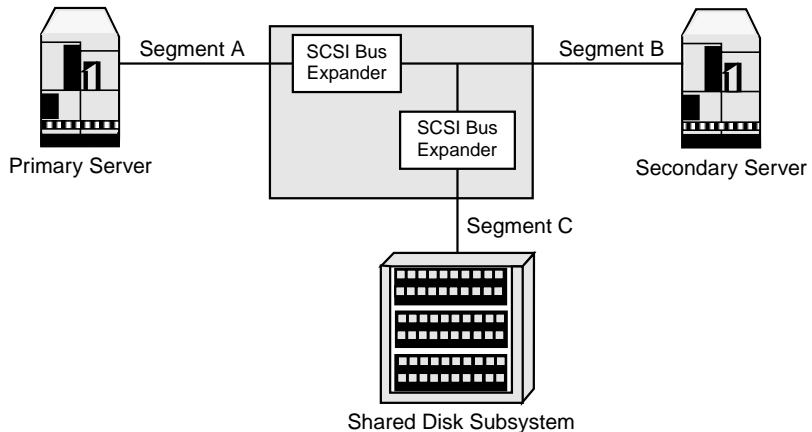 Segment A
SCSI Bus
Expander
Segment B
SCSI Bus
Expander
Primary Server
Secondary Server
Segment C
Shared Disk Subsystem